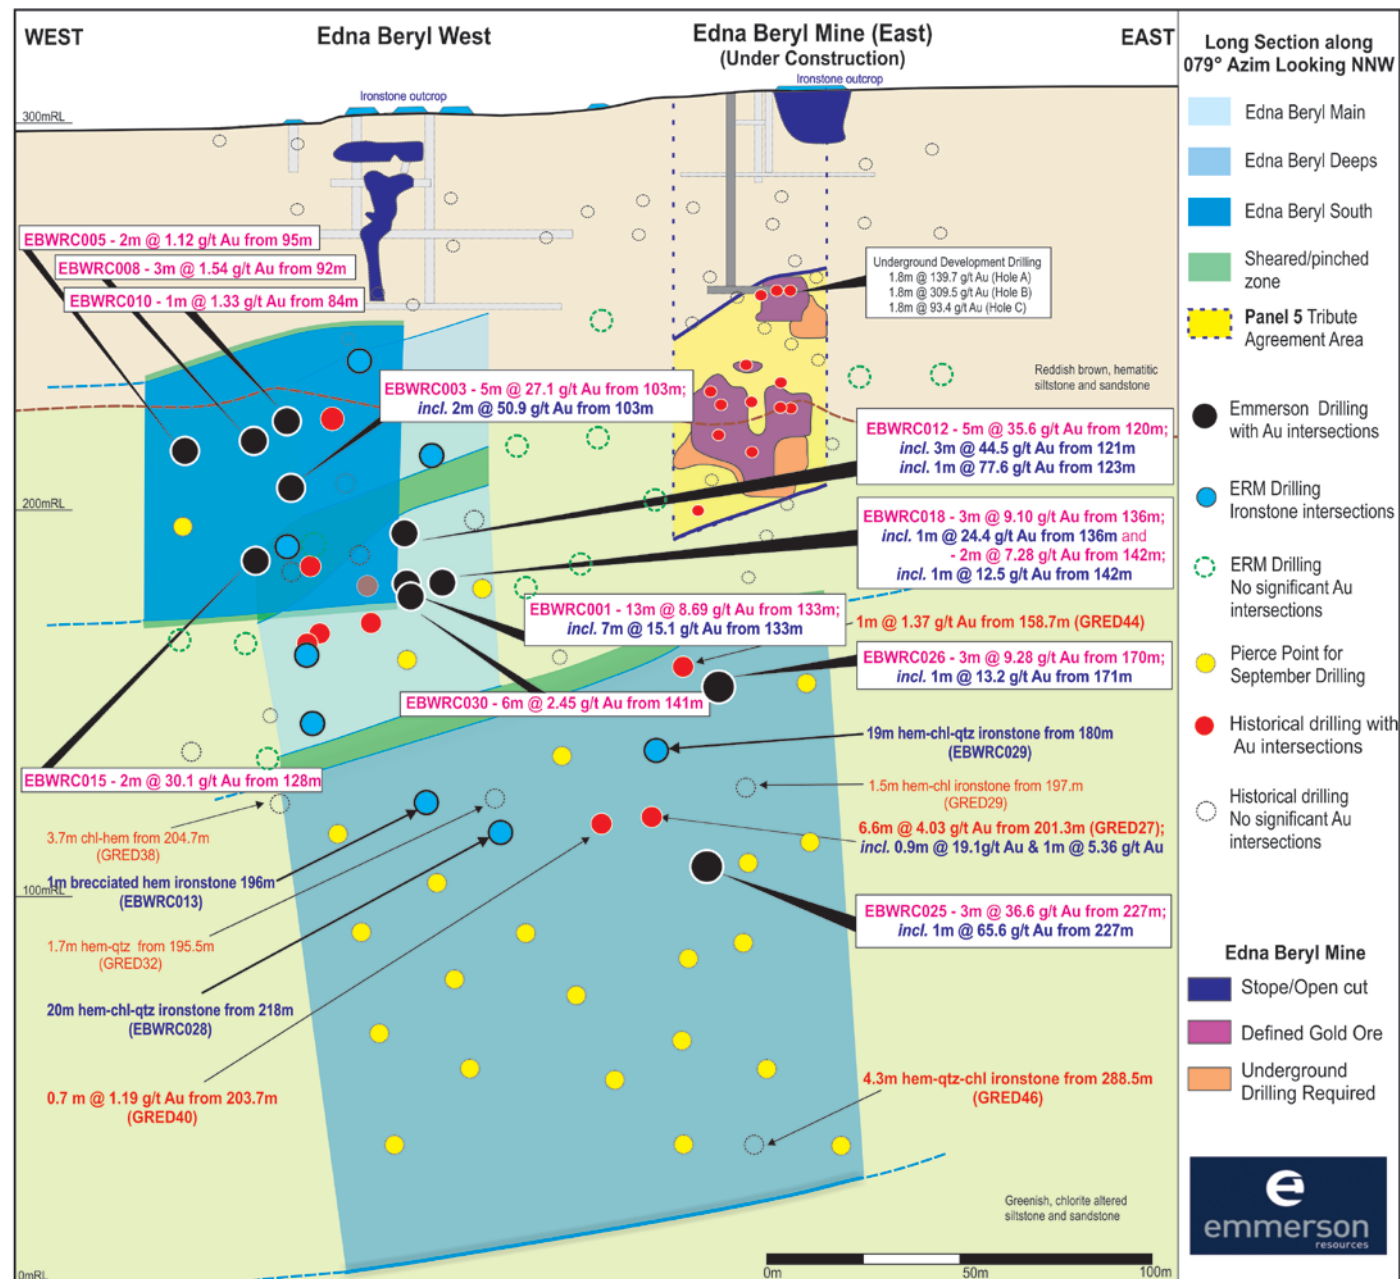 WEST
Edna Beryl West
Edna Beryl Mine (East)
(Under Construction)
EAST
Ironstone outcrop
Ironstone outcrop
300mRL
EBWRC005 - 2m @ 1.12 g/t Au from 95m
EBWRC008 - 3m @ 1.54 g/t Au from 92m
EBWRC010 - 1m @ 1.33 g/t Au from 84m
Underground Development Drilling
1.8m @ 139.7 g/t Au (Hole A)
1.8m @ 309.5 g/t Au (Hole B)
1.8m @ 93.4 g/t Au (Hole C)
Reddish brown, hematitic
siltstone and sandstone
EBWRC003 - 5m @ 27.1 g/t Au from 103m;
incl. 2m @ 50.9 g/t Au from 103m
EBWRC012 - 5m @ 35.6 g/t Au from 120m;
incl. 3m @ 44.5 g/t Au from 121m
incl. 1m @ 77.6 g/t Au from 123m
200mRL
EBWRC018 - 3m @ 9.10 g/t Au from 136m;
incl. 1m @ 24.4 g/t Au from 136m and
- 2m @ 7.28 g/t Au from 142m;
incl. 1m @ 12.5 g/t Au from 142m
EBWRC001 - 13m @ 8.69 g/t Au from 133m;
incl. 7m @ 15.1 g/t Au from 133m
1m @ 1.37 g/t Au from 158.7m (GRED44)
EBWRC026 - 3m @ 9.28 g/t Au from 170m;
incl. 1m @ 13.2 g/t Au from 171m
EBWRC030 - 6m @ 2.45 g/t Au from 141m
19m hem-chl-qtz ironstone from 180m
(EBWRC029)
EBWRC015 - 2m @ 30.1 g/t Au from 128m
1.5m hem-chl ironstone from 197.m
(GRED29)
3.7m chl-hem from 204.7m
(GRED38)
6.6m @ 4.03 g/t Au from 201.3m (GRED27);
incl. 0.9m @ 19.1g/t Au & 1m @ 5.36 g/t Au
1m brecciated hem ironstone 196m
(EBWRC013)
100mRL
EBWRC025 - 3m @ 36.6 g/t Au from 227m;
incl. 1m @ 65.6 g/t Au from 227m
1.7m hem-qtz from 195.5m
(GRED32)
20m hem-chl-qtz ironstone from 218m
(EBWRC028)
0.7 m @ 1.19 g/t Au from 203.7m
(GRED40)
4.3m hem-qtz-chl ironstone from 288.5m
(GRED46)
Greenish, chlorite altered
siltstone and sandstone
0mRL
0m
50m
100m
Long Section along
079° Azim Looking NNW
Edna Beryl Main
Edna Beryl Deeps
Edna Beryl South
Sheared/pinched
zone
Panel 5 Tribute
Agreement Area
Emmerson Drilling
with Au intersections
ERM Drilling
Ironstone intersections
ERM Drilling
No significant Au
intersections
Pierce Point for
September Drilling
Historical drilling with
Au intersections
Historical drilling
No significant Au
intersections
Edna Beryl Mine
Stope/Open cut
Defined Gold Ore
Underground
Drilling Required
emmerson
resources